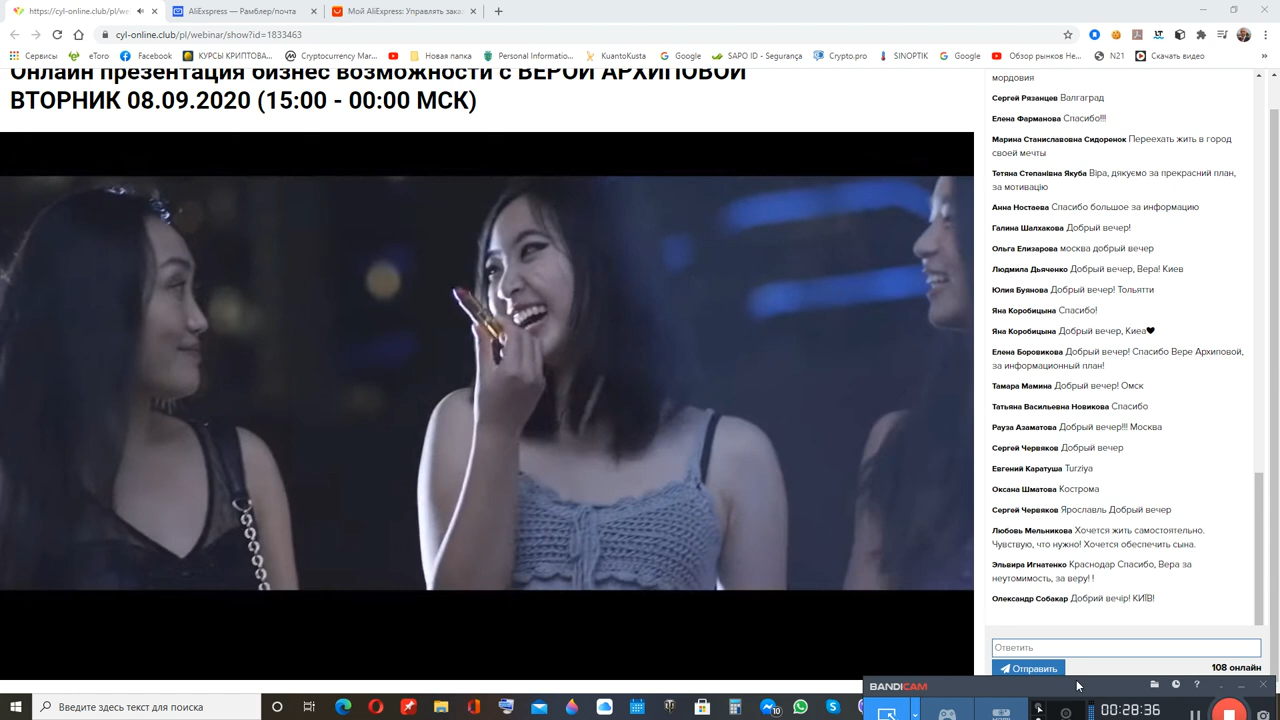 https://cyl-online.club/pl/we
AliExspress — Рамблер/почта
Мой AliExpress: Управлять зака
cyl-online.club/pl/webinar/show?id=1833463
Сервисы
eToro
Facebook
КУРСЫ КРИПТОВА...
Cryptocurrency Mar...
Новая папка
Personal Informatio...
KuantoKusta
Google
SAPO ID - Segurança
Crypto.pro
SINOPTIK
Google
Обзор рынков Не...
N21
Скачать видео
Онлайн презентация бизнес возможности с ВЕРОЙ АРХИПОВОЙ
ВТОРНИК 08.09.2020 (15:00 - 00:00 МСК)
мордовия
Сергей Рязанцев Валгаград
Елена Фарманова Спасибо!!!
Марина Станиславовна Сидоренок Переехать жить в город
своей мечты
Тетяна Степанівна Якуба Віра, дякуємо за прекрасний план,
за мотивацію
Анна Ностаева Спасибо большое за информацию
Галина Шалхакова Добрый вечер!
Ольга Елизарова москва добрый вечер
Людмила Дьяченко Добрый вечер, Вера! Киев
Юлия Буянова Добрый вечер! Тольятти
Яна Коробицына Спасибо!
Яна Коробицына Добрый вечер, Киеа🖤
Елена Боровикова Добрый вечер! Спасибо Вере Архиповой,
за информационный план!
Тамара Мамина Добрый вечер! Омск
Татьяна Васильевна Новикова Спасибо
Рауза Азаматова Добрый вечер!!! Москва
Сергей Червяков Добрый вечер
Евгений Каратуша Turziya
Оксана Шматова Кострома
Сергей Червяков Ярославль Добрый вечер
Любовь Мельникова Хочется жить самостоятельно.
Чувствую, что нужно! Хочется обеспечить сына.
Эльвира Игнатенко Краснодар Спасибо, Вера за
неутомимость, за веру! !
Олександр Собакар Добрий вечір! КИЇВ!
Ответить
Отправить
108 онлайн
BANDICAM
00:28:36
Введите здесь текст для поиска
10